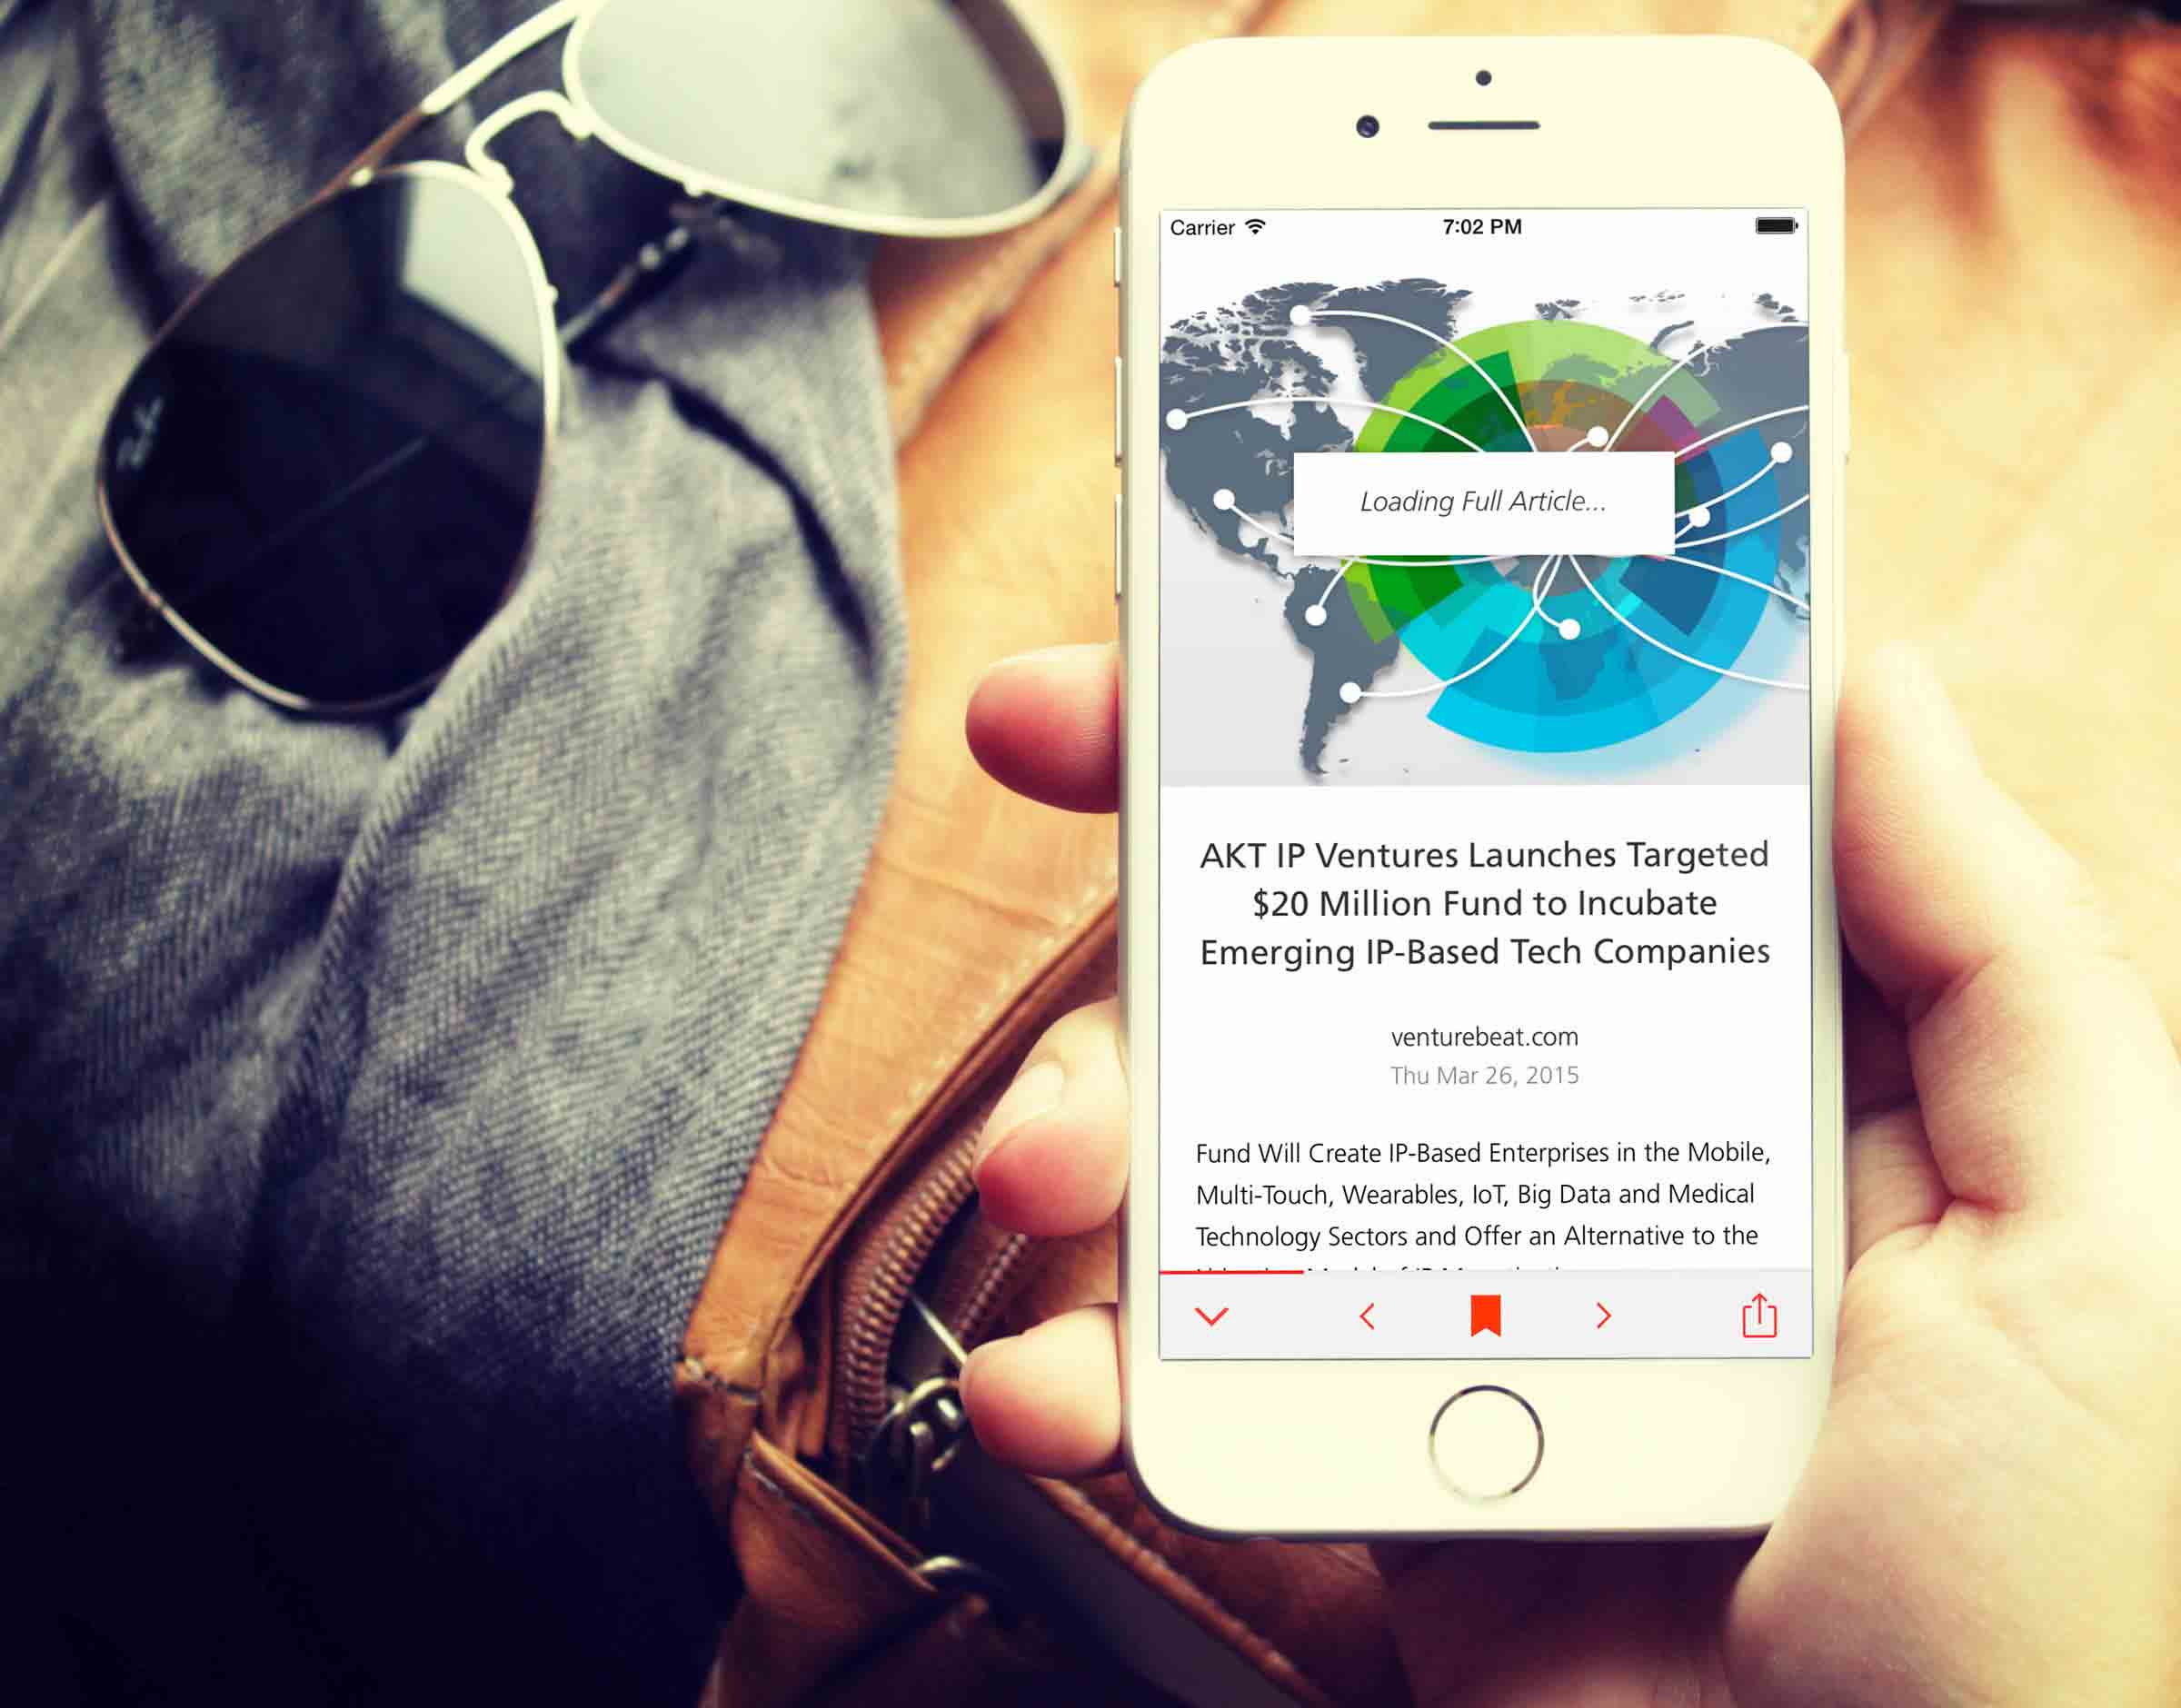 Carrier
7:02 PM
Loading Full Article...
AKT IP Ventures Launches Targeted
$20 Million Fund to Incubate
Emerging IP-Based Tech Companies
venturebeat.com
Thu Mar 26, 2015
Fund Will Create IP-Based Enterprises in the Mobile,
Multi-Touch, Wearables, IoT, Big Data and Medical
Technology Sectors and Offer an Alternative to the